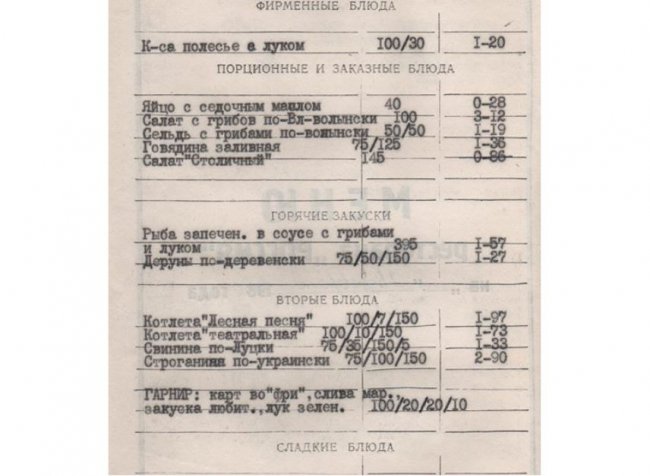 ФИРМЕННЫЕ БЛЮДА
К-са полесье а луком 100/30 I-20
ПОРЦИОННЫЕ И ЗАКАЗНЫЕ БЛЮДА
Яйцо с седочным маслом 40 0-28
Салат с грибов по-Вл-волынски 100 3-12
Сельдь с грибами по-волынски 50/50 I-19
Говядина заливная 75/125 I-36
Салат"Столичный" 145 0-86
МЕНЮ
ГОРЯЧИЕ ЗАКУСКИ
Рыба запечен. в соусе с грибами
и луком 395 I-57
Деруны по-деревенски 75/50/150 I-27
ВТОРЫЕ БЛЮДА
Котлета"Лесная песня" 100/7/150 I-97
Котлета"театральная" 100/10/150 I-73
Свинина по-Луцки 75/35/150/5 I-33
Строганина по-украински 75/100/150 2-90
ГАРНИР: карт во"фри",слива мар.,
закуска любит.,лук зелен. 100/20/20/10
СЛАДКИЕ БЛЮДА